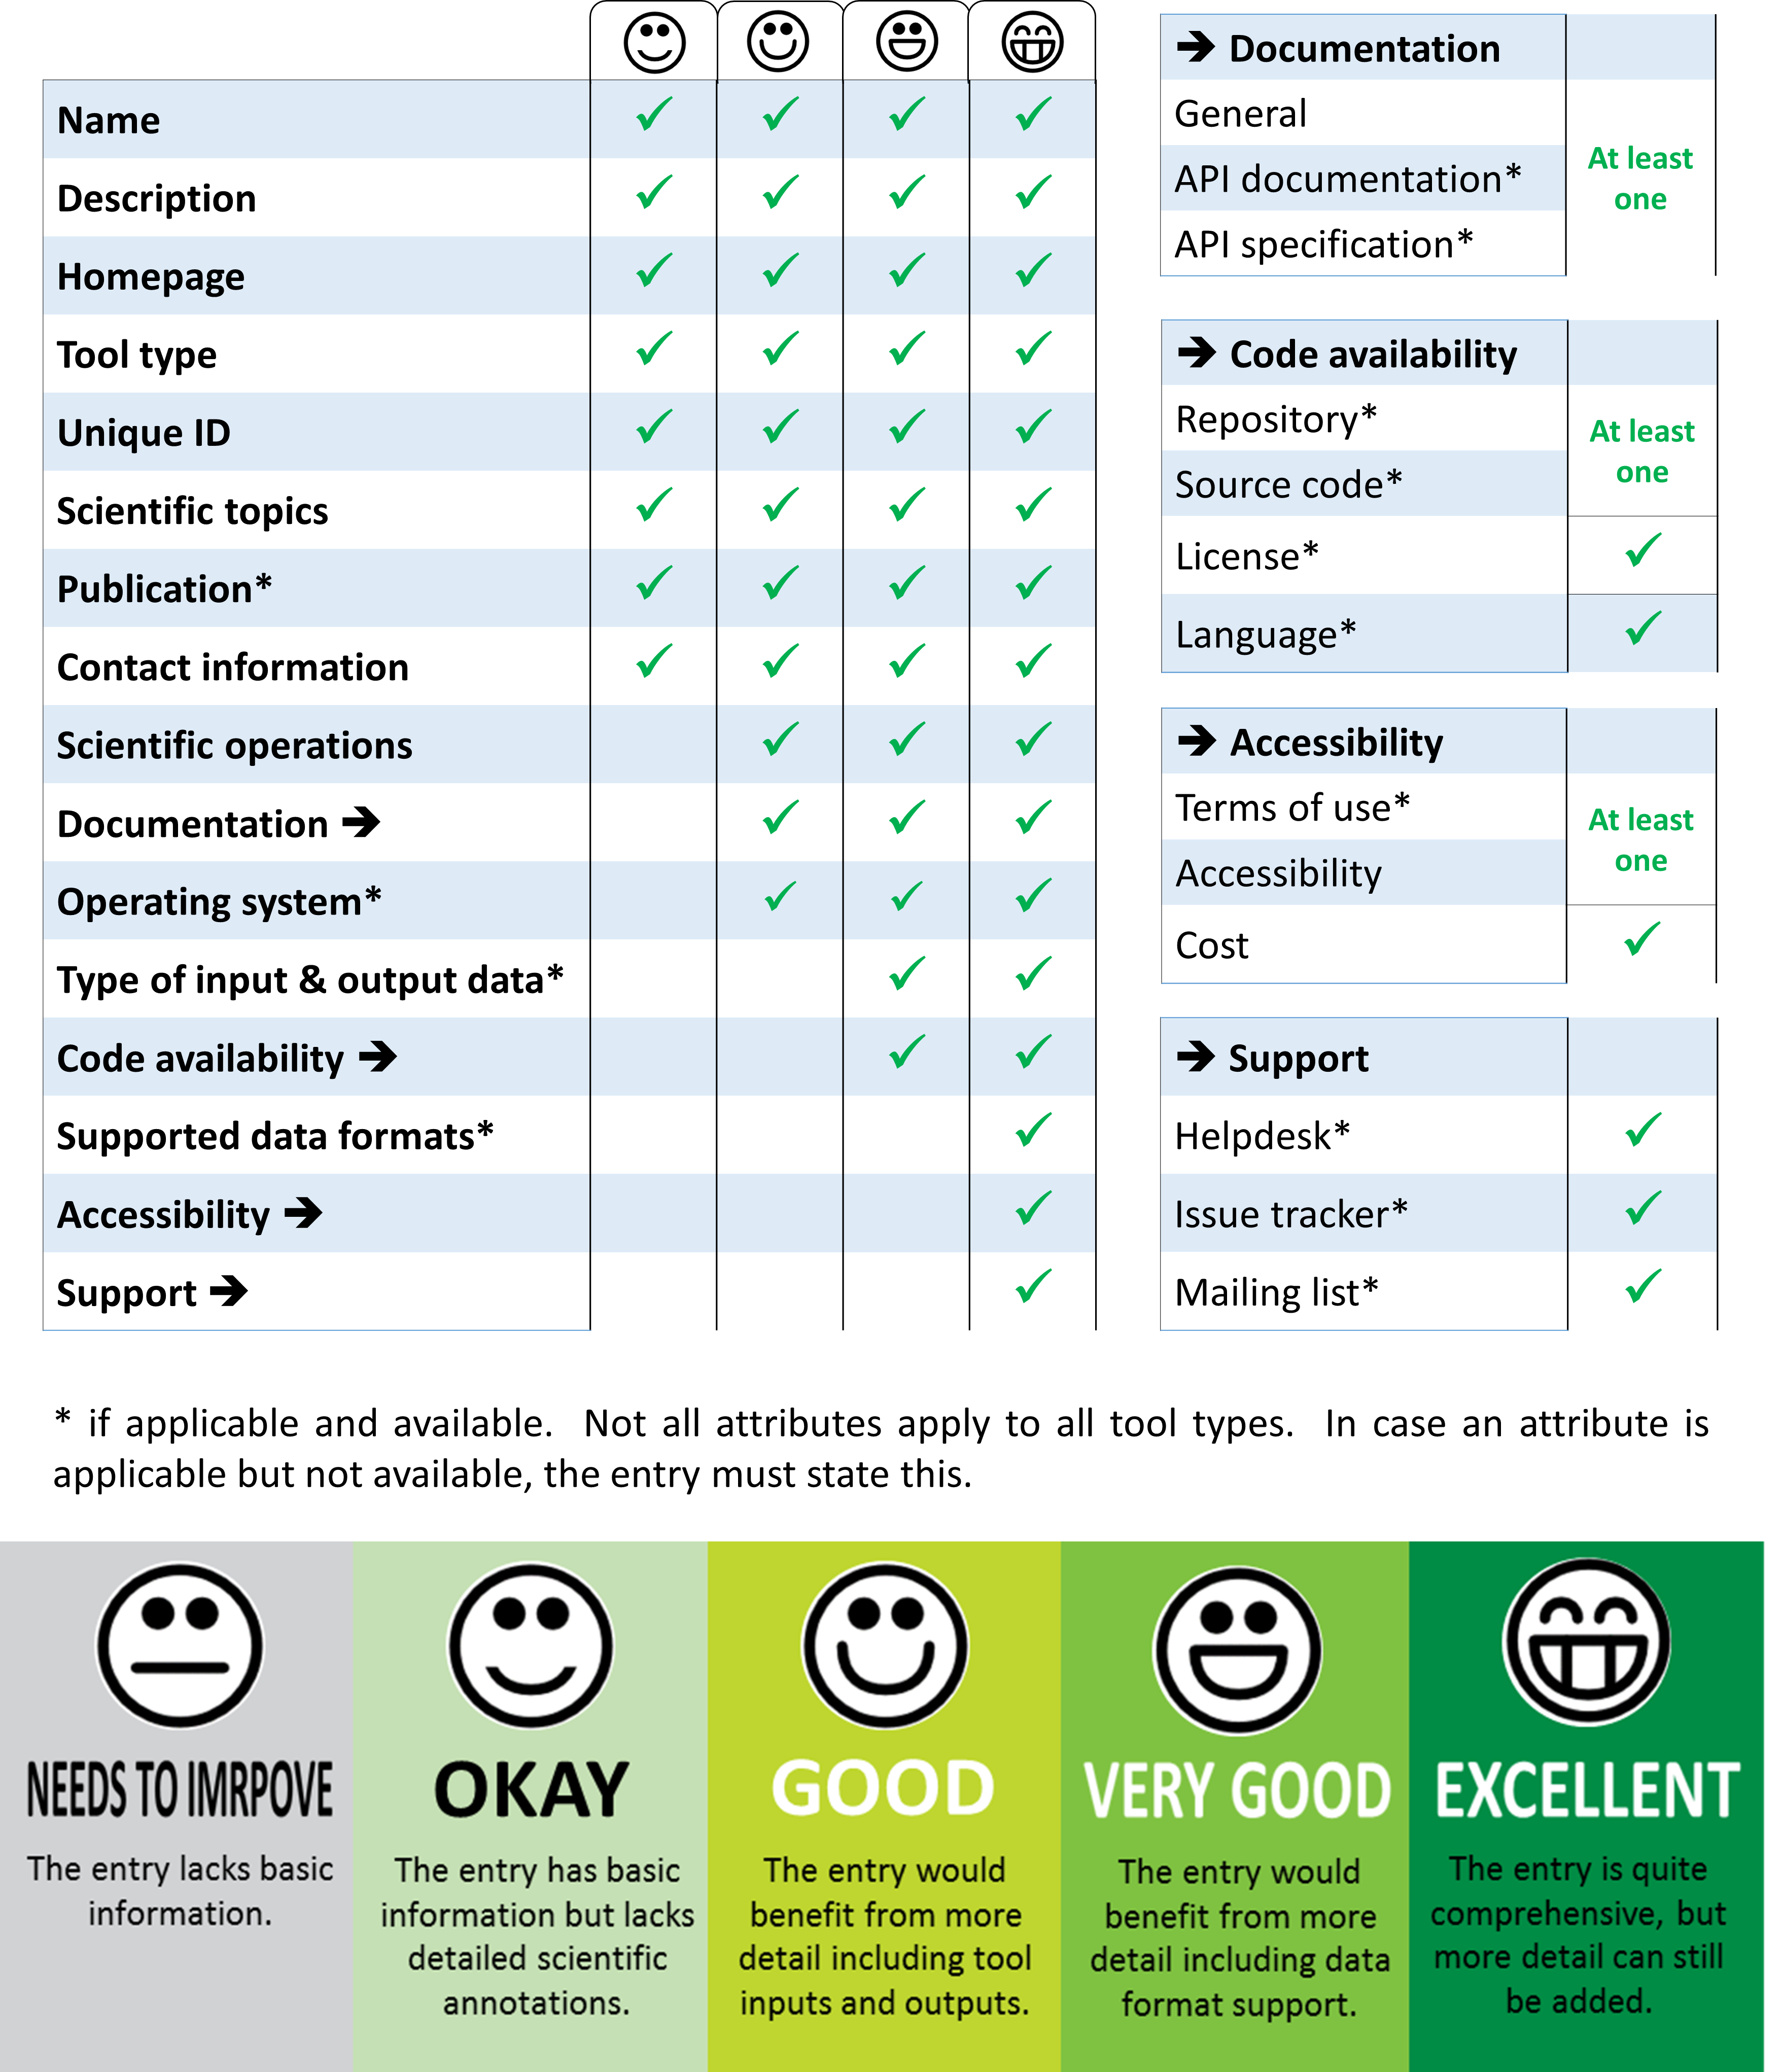 Name ✓ ✓ ✓ ✓
Description ✓ ✓ ✓ ✓
Homepage ✓ ✓ ✓ ✓
Tool type ✓ ✓ ✓ ✓
Unique ID ✓ ✓ ✓ ✓
Scientific topics ✓ ✓ ✓ ✓
Publication* ✓ ✓ ✓ ✓
Contact information ✓ ✓ ✓ ✓
Scientific operations ✓ ✓ ✓
Documentation ➔ ✓ ✓ ✓
Operating system* ✓ ✓ ✓
Type of input & output data* ✓ ✓
Code availability ➔ ✓ ✓
Supported data formats* ✓
Accessibility ➔ ✓
Support ➔ ✓
➔ Documentation
General
API documentation*
API specification*
At least
one
➔ Code availability
Repository*
Source code*
At least
one
License* ✓
Language* ✓
➔ Accessibility
Terms of use*
Accessibility
At least
one
Cost ✓
➔ Support
Helpdesk* ✓
Issue tracker* ✓
Mailing list* ✓
* if applicable and available. Not all attributes apply to all tool types. In case an attribute is
applicable but not available, the entry must state this.
NEEDS TO IMRPOVE
The entry lacks basic
information.
OKAY
The entry has basic
information but lacks
detailed scientific
annotations.
GOOD
The entry would
benefit from more
detail including tool
inputs and outputs.
VERY GOOD
The entry would
benefit from more
detail including data
format support.
EXCELLENT
The entry is quite
comprehensive, but
more detail can still
be added.